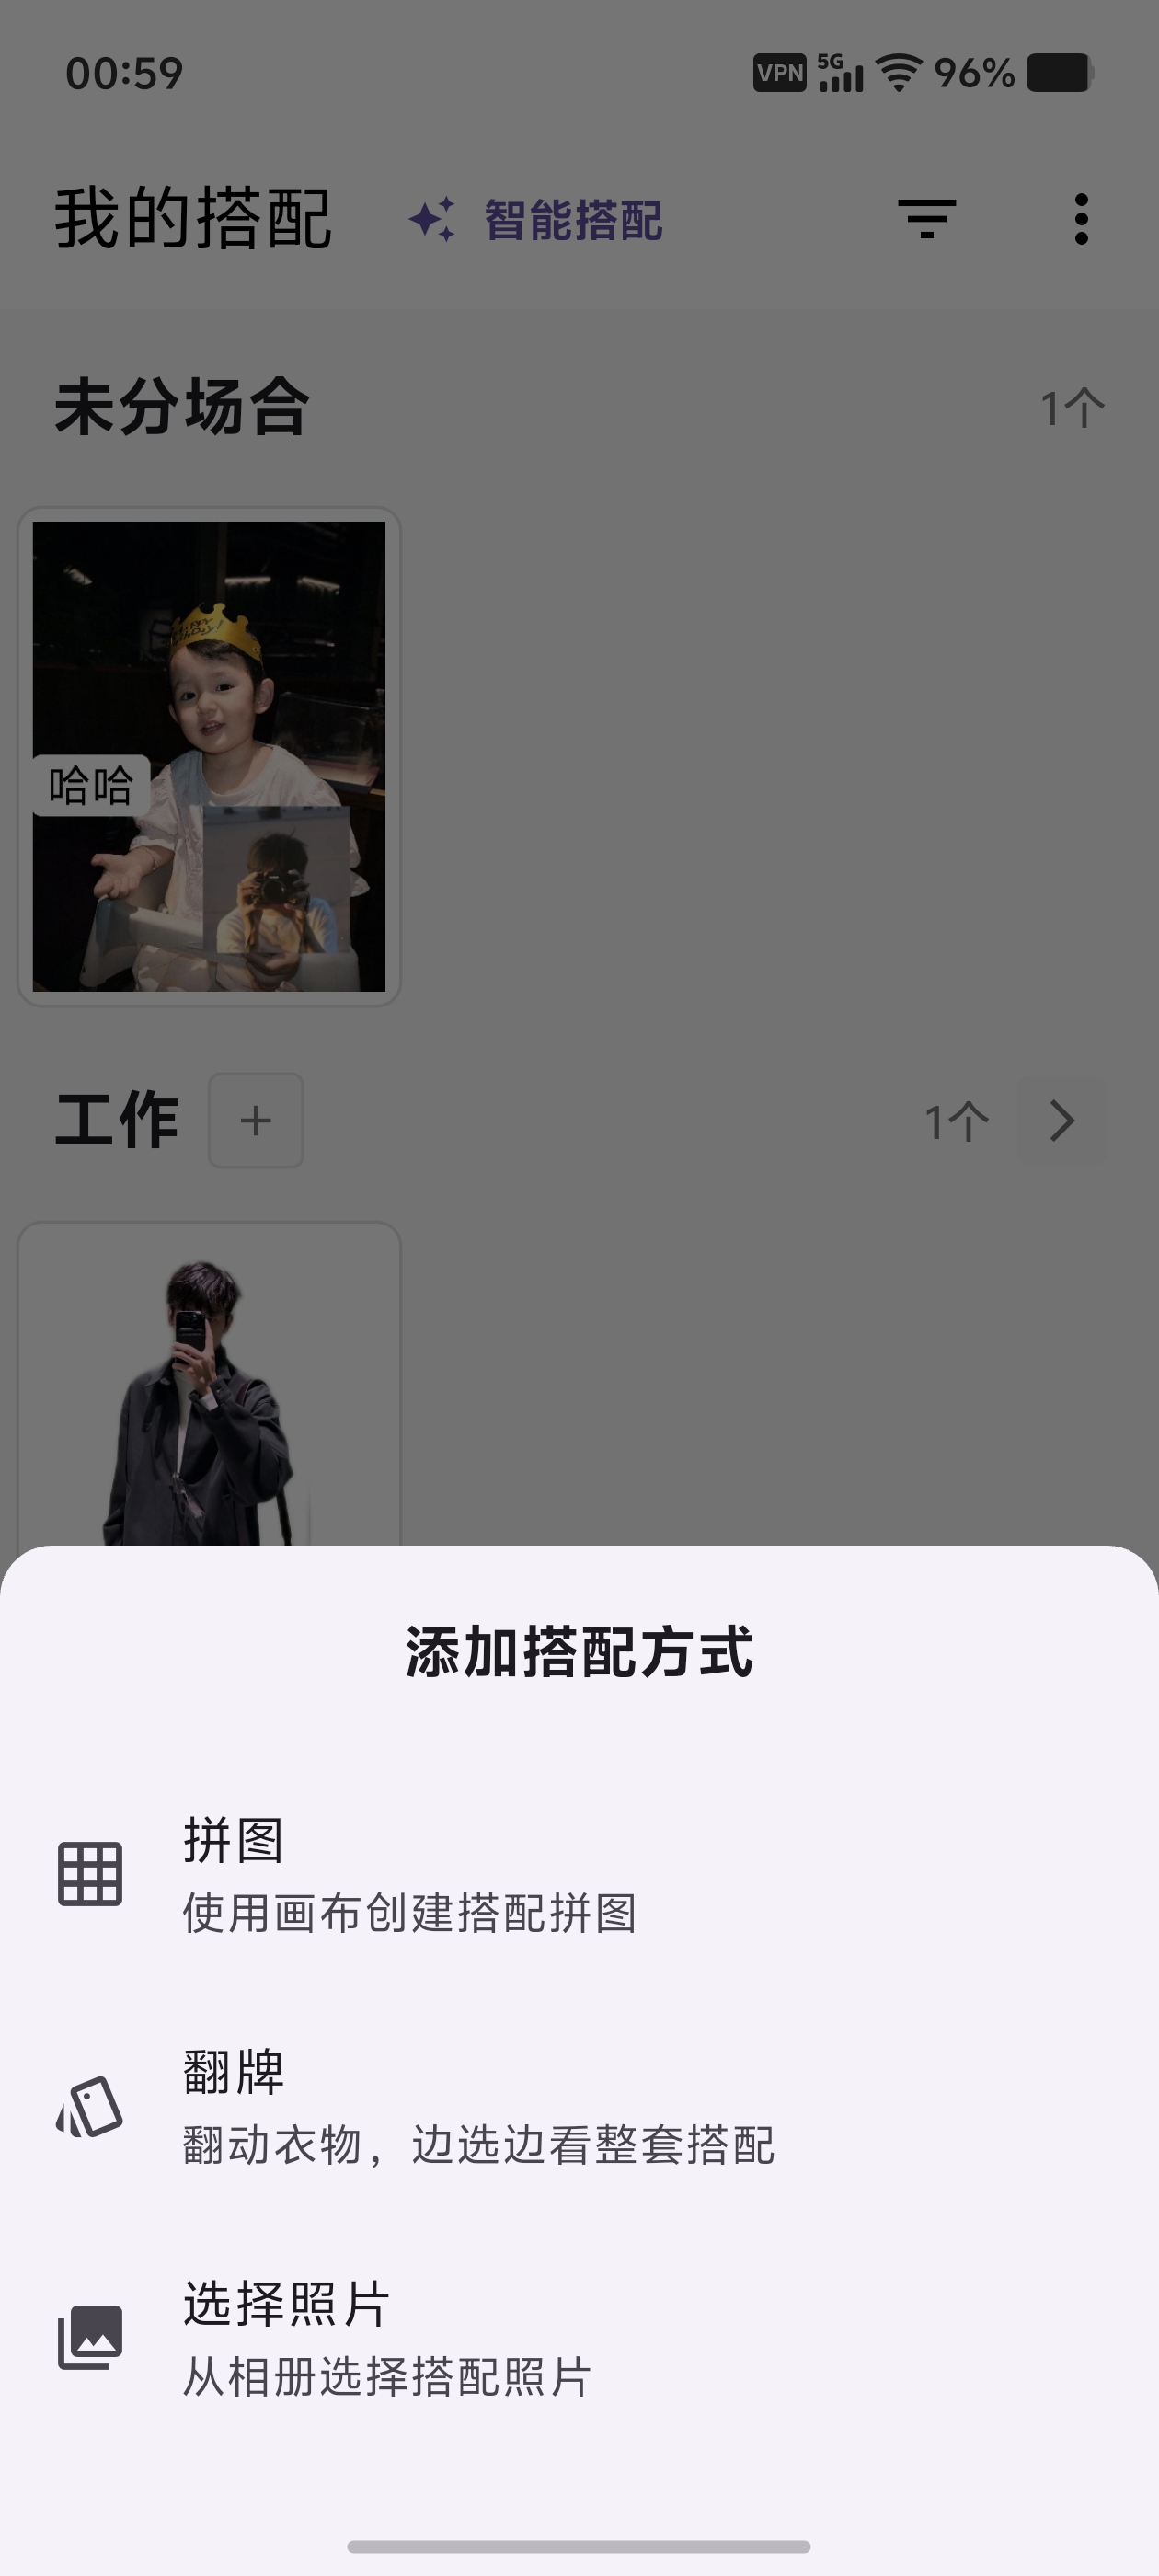 00:59 VPN 5G 96%
我的搭配 智能搭配
未分场合 1个
哈哈
工作 + 1个
添加搭配方式
拼图
使用画布创建搭配拼图
翻牌
翻动衣物，边选边看整套搭配
选择照片
从相册选择搭配照片